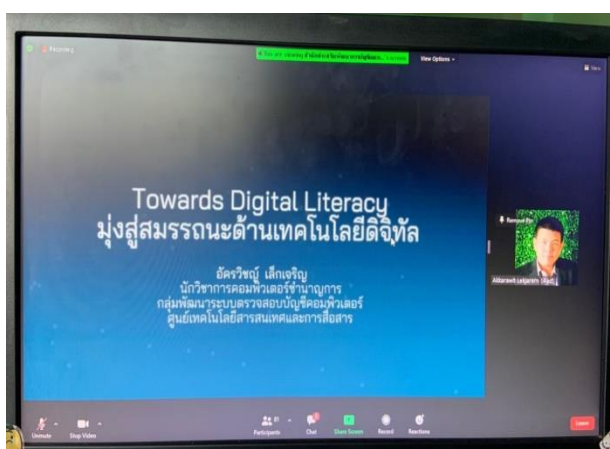 Recording
You are viewing
View Options
View
Towards Digital Literacy
มุ่งสู่สมรรถนะด้านเทคโนโลยีดิจิทัล
อัครวิชญ์ เล็กเจริญ
นักวิชาการคอมพิวเตอร์ชำนาญการ
กลุ่มพัฒนาระบบตรวจสอบบัญชีคอมพิวเตอร์
ศูนย์เทคโนโลยีสารสนเทศและการสื่อสาร
Unmute
Stop Video
Participants
Chat
Share Screen
Record
Reactions
Leave